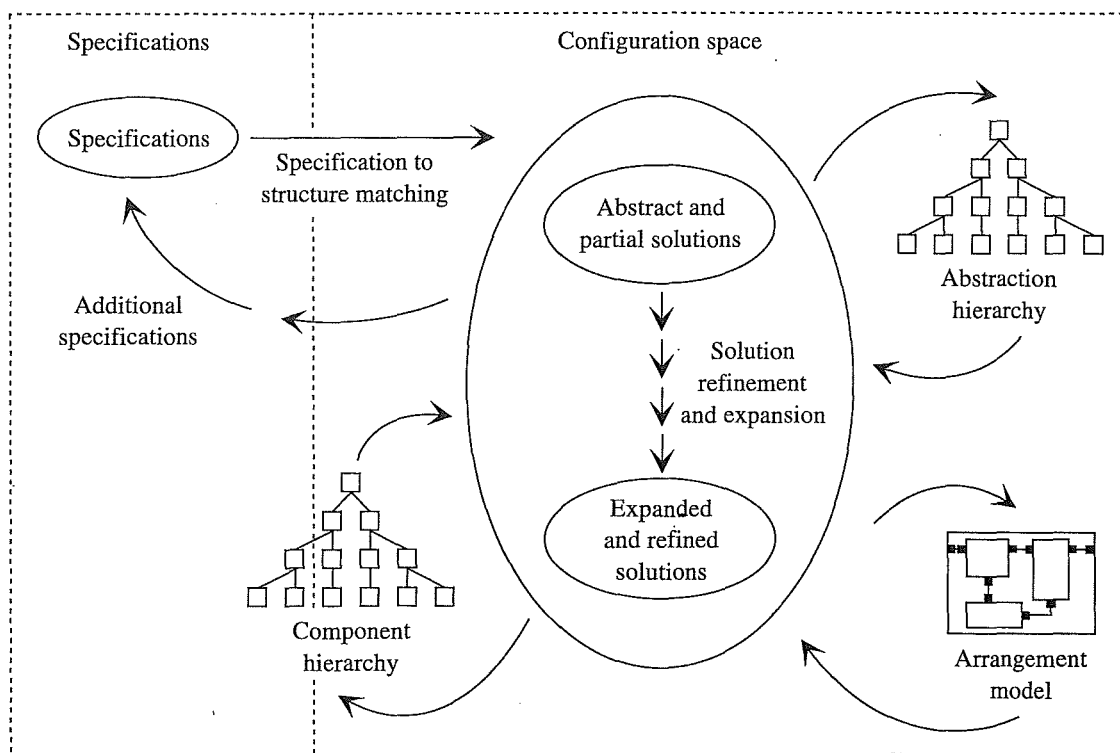 Specifications
Configuration space
Specifications
Specification to
structure matching
Abstract and
partial solutions
Abstraction
hierarchy
Additional
specifications
Solution
refinement
and expansion
Expanded
and refined
solutions
Component
hierarchy
Arrangement
model